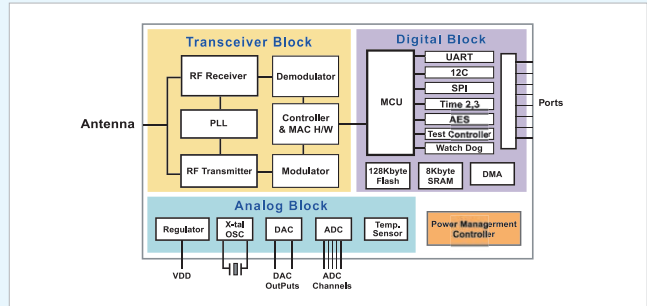 Transceiver Block
RF Receiver
Demodulator
PLL
Controller
& MAC H/W
RF Transmitter
Modulator
Antenna
Digital Block
MCU
UART
12C
SPI
Time 2,3
AES
Test Controller
Watch Dog
Ports
128Kbyte
Flash
8Kbyte
SRAM
DMA
Analog Block
Regulator
X-tal
OSC
DAC
ADC
Temp.
Sensor
Power Management
Controller
VDD
DAC
OutPuts
ADC
Channels